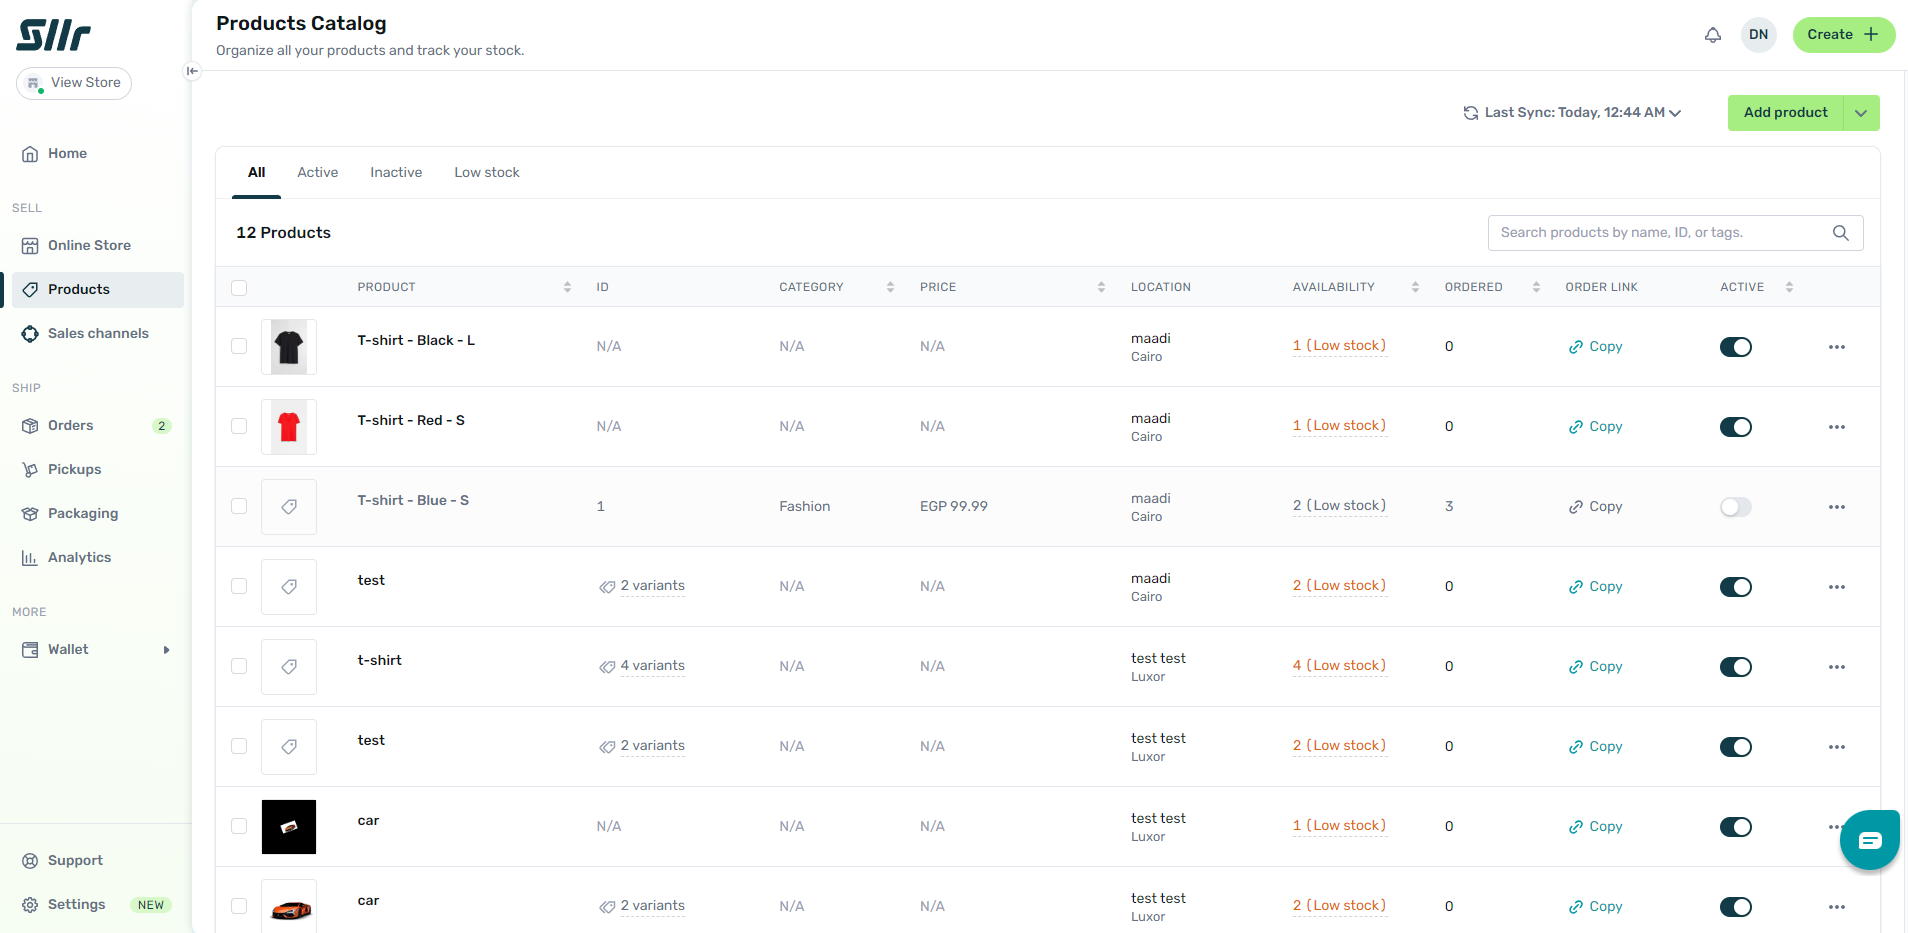 Sllr
Products Catalog
Organize all your products and track your stock.
DN
Create
View Store
Last Sync: Today, 12:44 AM
Add product
Home
SELL
Online Store
Products
Sales channels
SHIP
Orders 2
Pickups
Packaging
Analytics
MORE
Wallet
Support
Settings NEW
All Active Inactive Low stock
12 Products
Search products by name, ID, or tags.
PRODUCT ID CATEGORY PRICE LOCATION AVAILABILITY ORDERED ORDER LINK ACTIVE
T-shirt - Black - L N/A N/A N/A maadi 1 (Low stock) 0 Copy
Cairo
T-shirt - Red - S N/A N/A N/A maadi 1 (Low stock) 0 Copy
Cairo
T-shirt - Blue - S 1 Fashion EGP 99.99 maadi 2 (Low stock) 3 Copy
Cairo
test 2 variants N/A N/A maadi 2 (Low stock) 0 Copy
Cairo
t-shirt 4 variants N/A N/A test test 4 (Low stock) 0 Copy
Luxor
test 2 variants N/A N/A test test 2 (Low stock) 0 Copy
Luxor
car N/A N/A N/A test test 1 (Low stock) 0 Copy
Luxor
car 2 variants N/A N/A test test 2 (Low stock) 0 Copy
Luxor